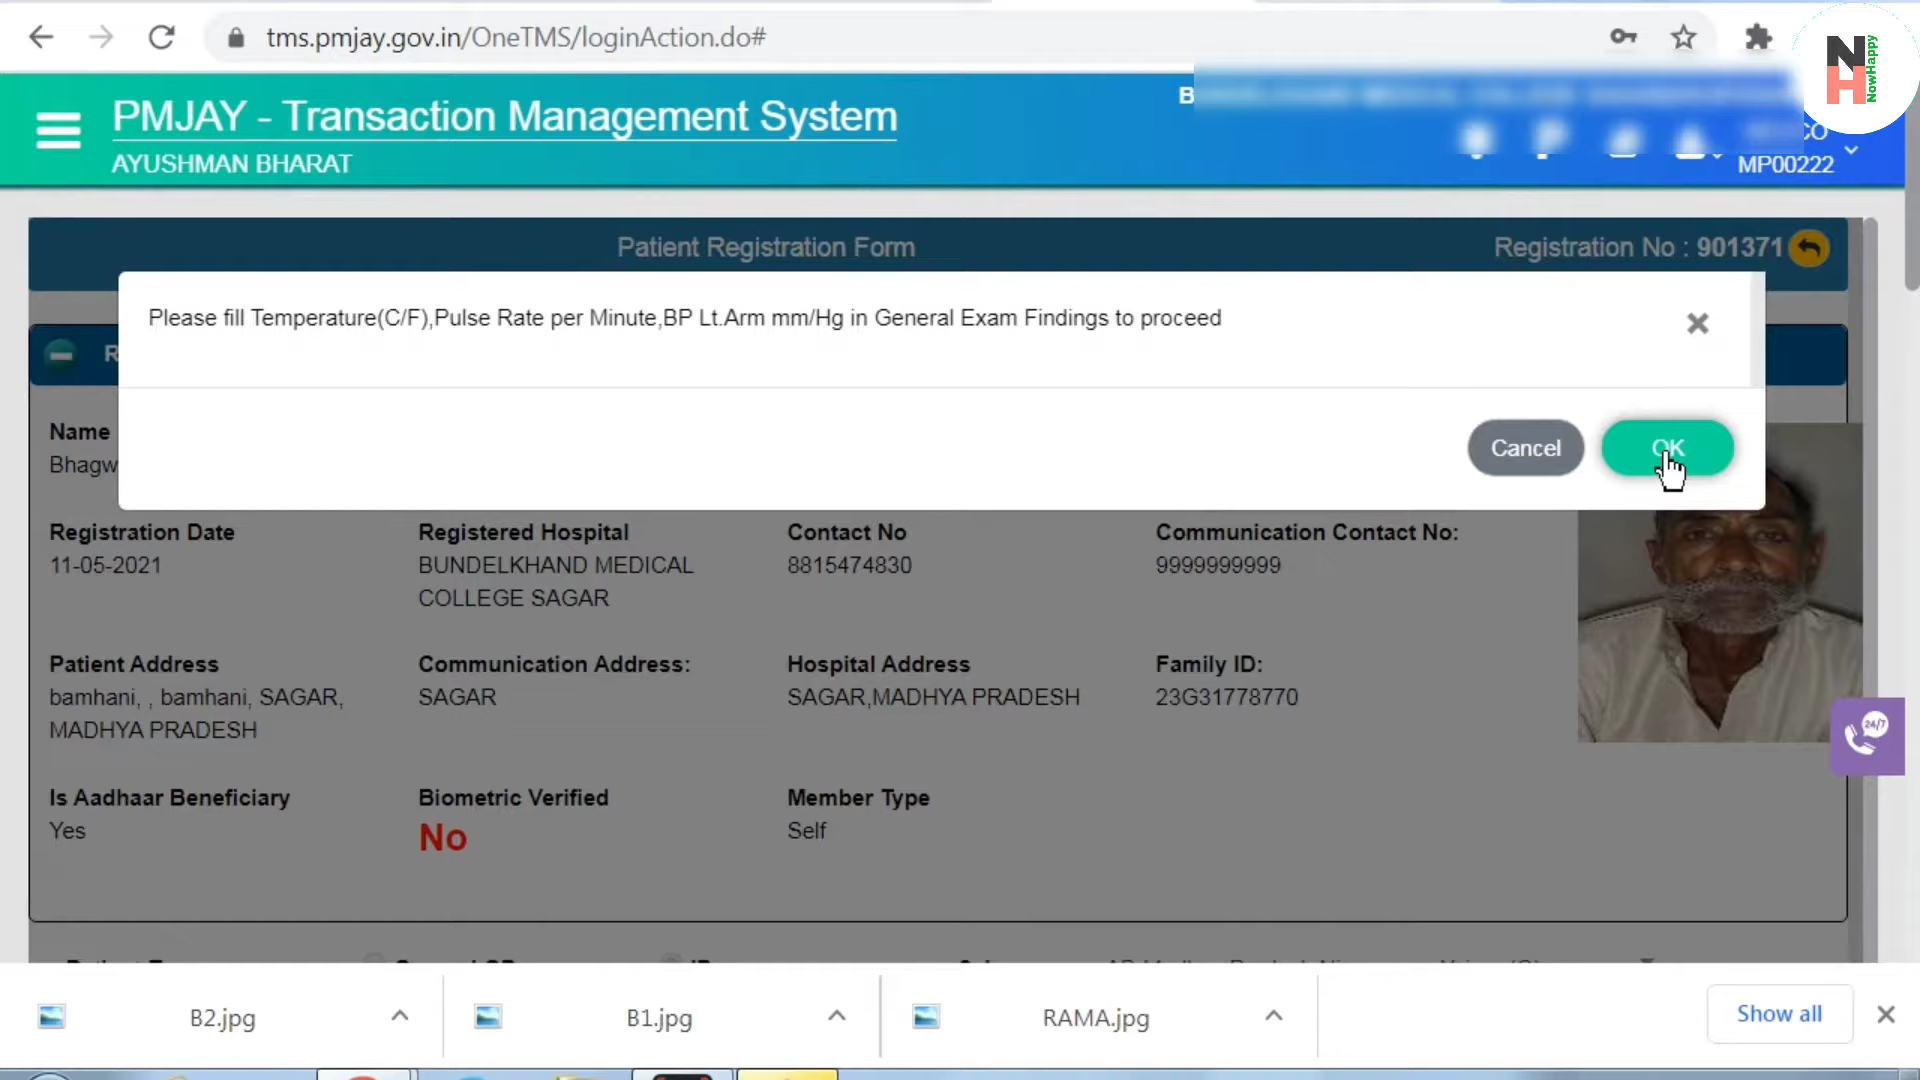 tms.pmjay.gov.in/OneTMS/loginAction.do#
NH NowHappy
PMJAY - Transaction Management System
AYUSHMAN BHARAT
B
CO
MP00222
Patient Registration Form
Registration No : 901371
Please fill Temperature(C/F),Pulse Rate per Minute,BP Lt.Arm mm/Hg in General Exam Findings to proceed
×
R
Cancel
OK
Name
Bhagw
Registration Date
Registered Hospital
Contact No
Communication Contact No:
11-05-2021
BUNDELKHAND MEDICAL
8815474830
9999999999
COLLEGE SAGAR
Patient Address
Communication Address:
Hospital Address
Family ID:
bamhani, , bamhani, SAGAR,
SAGAR
SAGAR,MADHYA PRADESH
23G31778770
MADHYA PRADESH
24/7
Is Aadhaar Beneficiary
Biometric Verified
Member Type
Yes
No
Self
B2.jpg
B1.jpg
RAMA.jpg
Show all